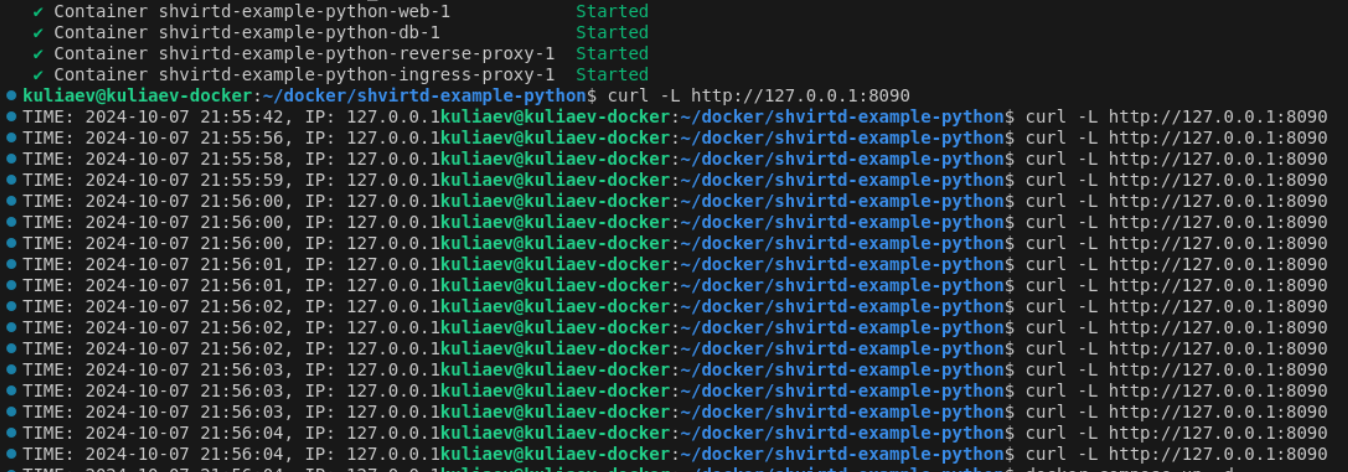 ✔ Container shvirtd-example-python-web-1 Started
✔ Container shvirtd-example-python-db-1 Started
✔ Container shvirtd-example-python-reverse-proxy-1 Started
✔ Container shvirtd-example-python-ingress-proxy-1 Started
kuliaev@kuliaev-docker:~/docker/shvirtd-example-python$ curl -L http://127.0.0.1:8090
TIME: 2024-10-07 21:55:42, IP: 127.0.0.1kuliaev@kuliaev-docker:~/docker/shvirtd-example-python$ curl -L http://127.0.0.1:8090
TIME: 2024-10-07 21:55:56, IP: 127.0.0.1kuliaev@kuliaev-docker:~/docker/shvirtd-example-python$ curl -L http://127.0.0.1:8090
TIME: 2024-10-07 21:55:58, IP: 127.0.0.1kuliaev@kuliaev-docker:~/docker/shvirtd-example-python$ curl -L http://127.0.0.1:8090
TIME: 2024-10-07 21:55:59, IP: 127.0.0.1kuliaev@kuliaev-docker:~/docker/shvirtd-example-python$ curl -L http://127.0.0.1:8090
TIME: 2024-10-07 21:56:00, IP: 127.0.0.1kuliaev@kuliaev-docker:~/docker/shvirtd-example-python$ curl -L http://127.0.0.1:8090
TIME: 2024-10-07 21:56:00, IP: 127.0.0.1kuliaev@kuliaev-docker:~/docker/shvirtd-example-python$ curl -L http://127.0.0.1:8090
TIME: 2024-10-07 21:56:00, IP: 127.0.0.1kuliaev@kuliaev-docker:~/docker/shvirtd-example-python$ curl -L http://127.0.0.1:8090
TIME: 2024-10-07 21:56:01, IP: 127.0.0.1kuliaev@kuliaev-docker:~/docker/shvirtd-example-python$ curl -L http://127.0.0.1:8090
TIME: 2024-10-07 21:56:01, IP: 127.0.0.1kuliaev@kuliaev-docker:~/docker/shvirtd-example-python$ curl -L http://127.0.0.1:8090
TIME: 2024-10-07 21:56:02, IP: 127.0.0.1kuliaev@kuliaev-docker:~/docker/shvirtd-example-python$ curl -L http://127.0.0.1:8090
TIME: 2024-10-07 21:56:02, IP: 127.0.0.1kuliaev@kuliaev-docker:~/docker/shvirtd-example-python$ curl -L http://127.0.0.1:8090
TIME: 2024-10-07 21:56:02, IP: 127.0.0.1kuliaev@kuliaev-docker:~/docker/shvirtd-example-python$ curl -L http://127.0.0.1:8090
TIME: 2024-10-07 21:56:03, IP: 127.0.0.1kuliaev@kuliaev-docker:~/docker/shvirtd-example-python$ curl -L http://127.0.0.1:8090
TIME: 2024-10-07 21:56:03, IP: 127.0.0.1kuliaev@kuliaev-docker:~/docker/shvirtd-example-python$ curl -L http://127.0.0.1:8090
TIME: 2024-10-07 21:56:03, IP: 127.0.0.1kuliaev@kuliaev-docker:~/docker/shvirtd-example-python$ curl -L http://127.0.0.1:8090
TIME: 2024-10-07 21:56:04, IP: 127.0.0.1kuliaev@kuliaev-docker:~/docker/shvirtd-example-python$ curl -L http://127.0.0.1:8090
TIME: 2024-10-07 21:56:04, IP: 127.0.0.1kuliaev@kuliaev-docker:~/docker/shvirtd-example-python$ curl -L http://127.0.0.1:8090